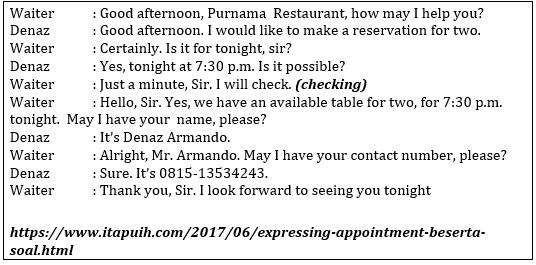 Waiter : Good afternoon, Purnama Restaurant, how may I help you?
Denaz : Good afternoon. I would like to make a reservation for two.
Waiter : Certainly. Is it for tonight, sir?
Denaz : Yes, tonight at 7:30 p.m. Is it possible?
Waiter : Just a minute, Sir. I will check. (checking)
Waiter : Hello, Sir. Yes, we have an available table for two, for 7:30 p.m.
tonight. May I have your name, please?
Denaz : It’s Denaz Armando.
Waiter : Alright, Mr. Armando. May I have your contact number, please?
Denaz : Sure. It’s 0815-13534243.
Waiter : Thank you, Sir. I look forward to seeing you tonight
https://www.itapuih.com/2017/06/expressing-appointment-beserta-
soal.html